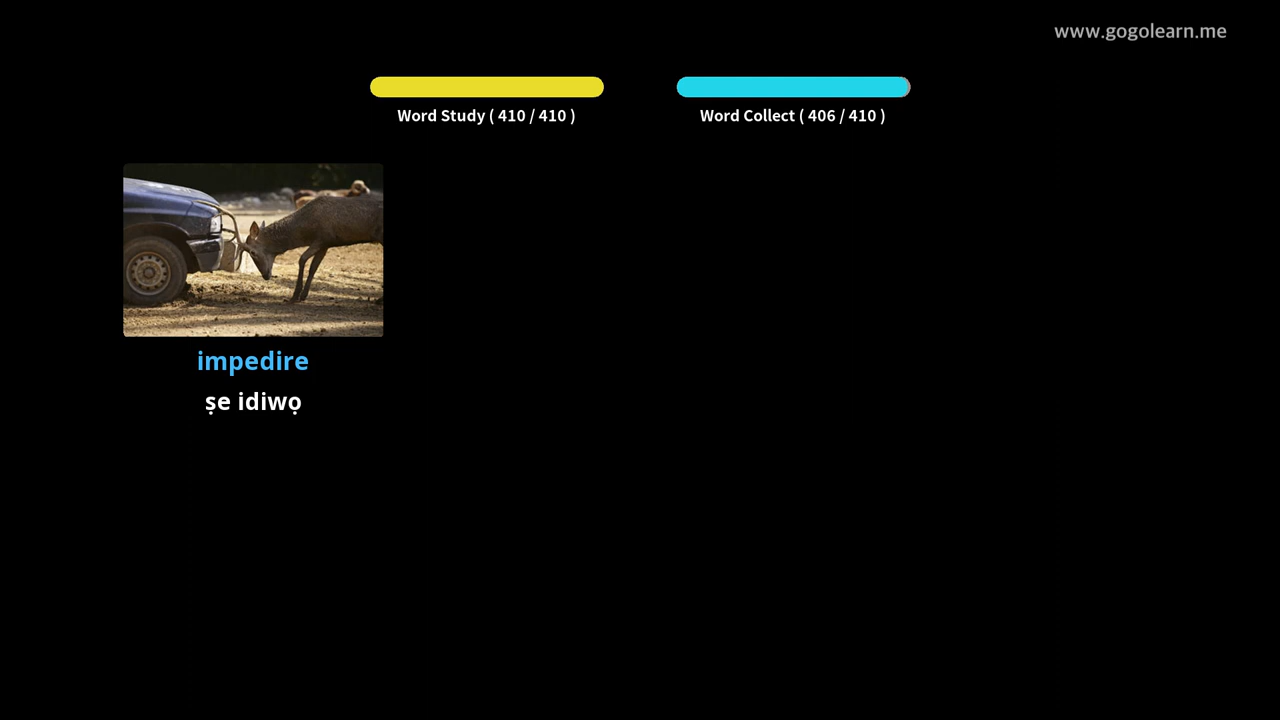 www.gogolearn.me
Word Study ( 410 / 410 )
Word Collect ( 406 / 410 )
impedire
ṣe idiwọ